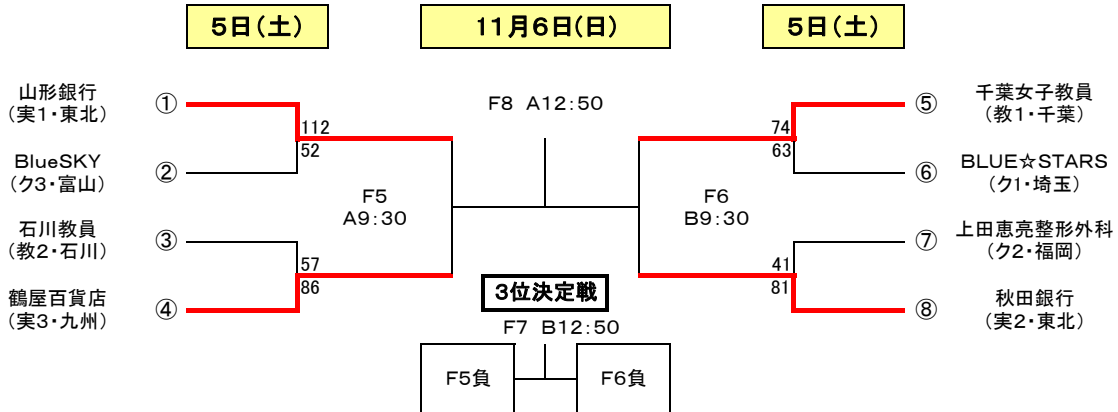 5日(土)
11月6日(日)
5日(土)
山形銀行
(実1・東北)
①
112
52
BlueSKY
(ク3・富山)
②
F5
A9:30
石川教員
(教2・石川)
③
57
86
鶴屋百貨店
(実3・九州)
④
F8 A12:50
3位決定戦
F7 B12:50
F5負
F6負
74
63
⑤
千葉女子教員
(教1・千葉)
⑥
BLUE☆STARS
(ク1・埼玉)
F6
B9:30
41
81
⑦
上田恵亮整形外科
(ク2・福岡)
⑧
秋田銀行
(実2・東北)